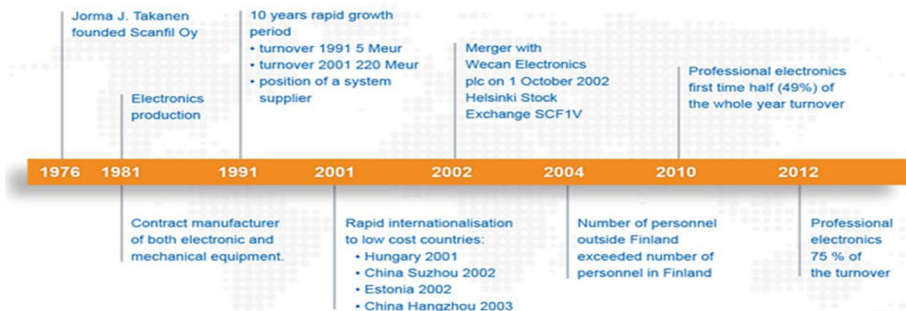 Jorma J. Takanen
founded Scanfil Oy
Electronics
production
10 years rapid growth
period
• turnover 1991 5 Meur
• turnover 2001 220 Meur
• position of a system
supplier
Merger with
Wecan Electronics
plc on 1 October 2002
Helsinki Stock
Exchange SCF1V
Professional electronics
first time half (49%) of
the whole year turnover
1976 1981 1991 2001 2002 2004 2010 2012
Contract manufacturer
of both electronic and
mechanical equipment.
Rapid internationalisation
to low cost countries:
• Hungary 2001
• China Suzhou 2002
• Estonia 2002
• China Hangzhou 2003
Number of personnel
outside Finland
exceeded number of
personnel in Finland
Professional
electronics
75 % of
the turnover